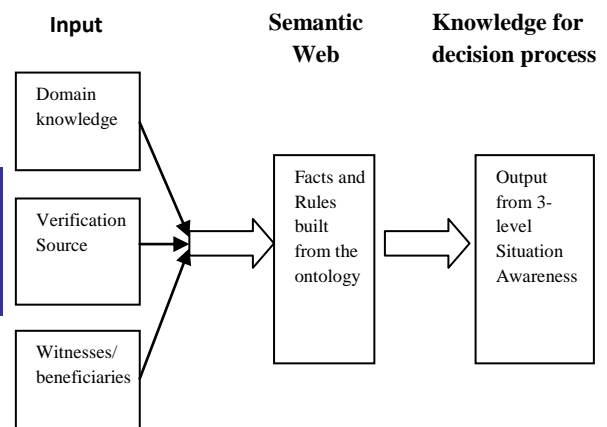 Input
Semantic
Web
Knowledge for
decision process
Domain
knowledge
Verification
Source
Witnesses/
beneficiaries
Facts and
Rules
built
from the
ontology
Output
from 3-
level
Situation
Awareness